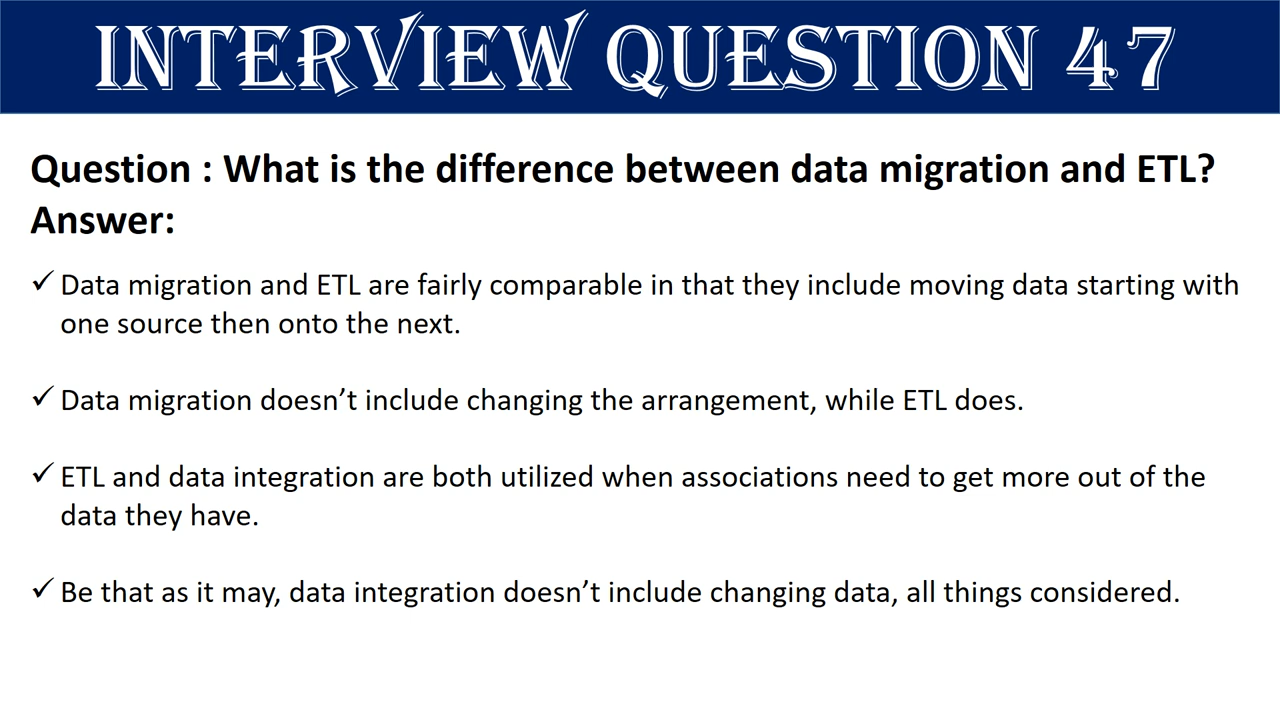 INTERVIEW QUESTION 47
Question : What is the difference between data migration and ETL?
Answer:
✓ Data migration and ETL are fairly comparable in that they include moving data starting with
one source then onto the next.
✓ Data migration doesn’t include changing the arrangement, while ETL does.
✓ ETL and data integration are both utilized when associations need to get more out of the
data they have.
✓ Be that as it may, data integration doesn’t include changing data, all things considered.